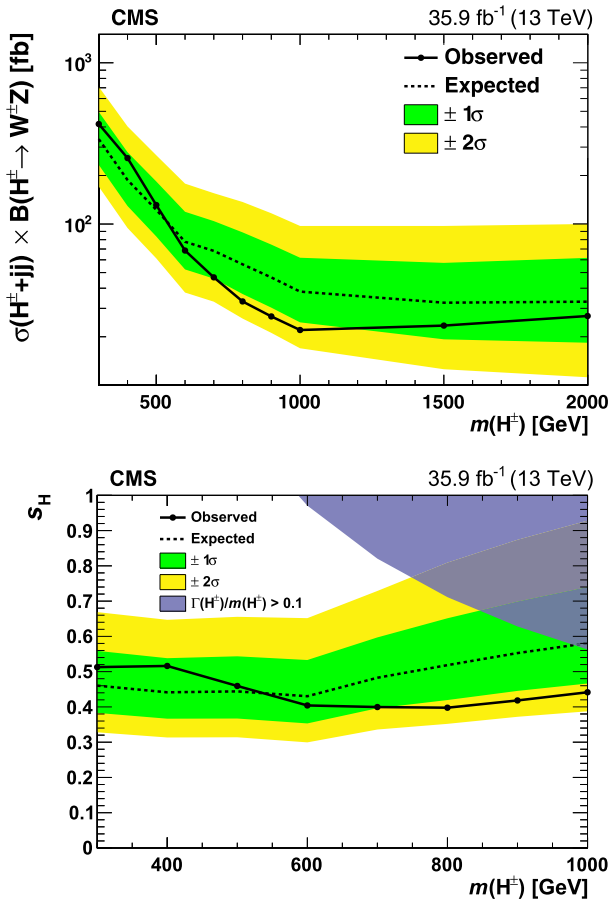 CMS 35.9 fb⁻¹ (13 TeV)
σ(H±+jj) × B(H±→ W±Z) [fb]
10³
10²
Observed
Expected
± 1σ
± 2σ
500 1000 1500 2000
m(H±) [GeV]
CMS 35.9 fb⁻¹ (13 TeV)
s_H
1
0.9
0.8
0.7
0.6
0.5
0.4
0.3
0.2
0.1
0
Observed
Expected
± 1σ
± 2σ
Γ(H±)/m(H±) > 0.1
400 600 800 1000
m(H±) [GeV]